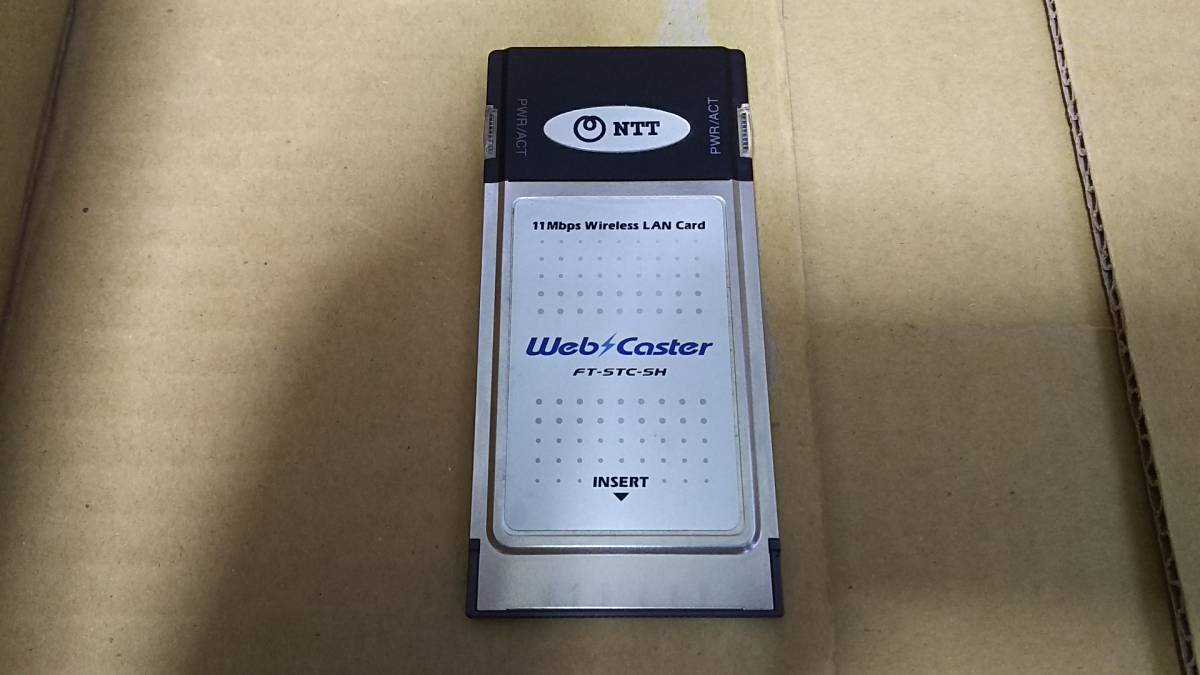 PWR/ACT
NTT
PWR/ACT
11Mbps Wireless LAN Card
Web Caster
FT-STC-SH
INSERT